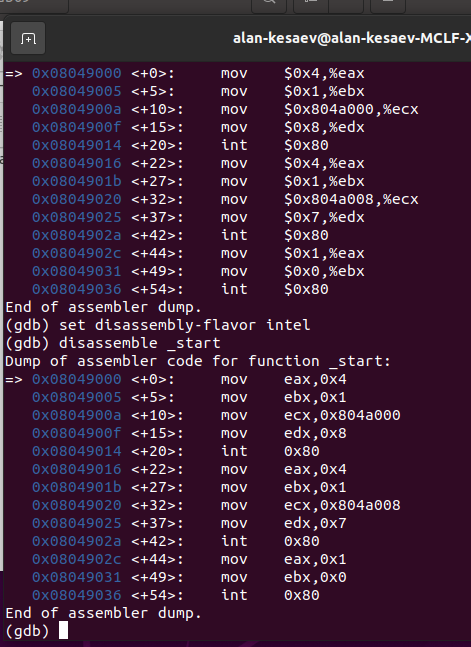 alan-kesaev@alan-kesaev-MCLF-X
=> 0x08049000 <+0>: mov $0x4,%eax
0x08049005 <+5>: mov $0x1,%ebx
0x0804900a <+10>: mov $0x804a000,%ecx
0x0804900f <+15>: mov $0x8,%edx
0x08049014 <+20>: int $0x80
0x08049016 <+22>: mov $0x4,%eax
0x0804901b <+27>: mov $0x1,%ebx
0x08049020 <+32>: mov $0x804a008,%ecx
0x08049025 <+37>: mov $0x7,%edx
0x0804902a <+42>: int $0x80
0x0804902c <+44>: mov $0x1,%eax
0x08049031 <+49>: mov $0x0,%ebx
0x08049036 <+54>: int $0x80
End of assembler dump.
(gdb) set disassembly-flavor intel
(gdb) disassemble _start
Dump of assembler code for function _start:
=> 0x08049000 <+0>: mov eax,0x4
0x08049005 <+5>: mov ebx,0x1
0x0804900a <+10>: mov ecx,0x804a000
0x0804900f <+15>: mov edx,0x8
0x08049014 <+20>: int 0x80
0x08049016 <+22>: mov eax,0x4
0x0804901b <+27>: mov ebx,0x1
0x08049020 <+32>: mov ecx,0x804a008
0x08049025 <+37>: mov edx,0x7
0x0804902a <+42>: int 0x80
0x0804902c <+44>: mov eax,0x1
0x08049031 <+49>: mov ebx,0x0
0x08049036 <+54>: int 0x80
End of assembler dump.
(gdb)